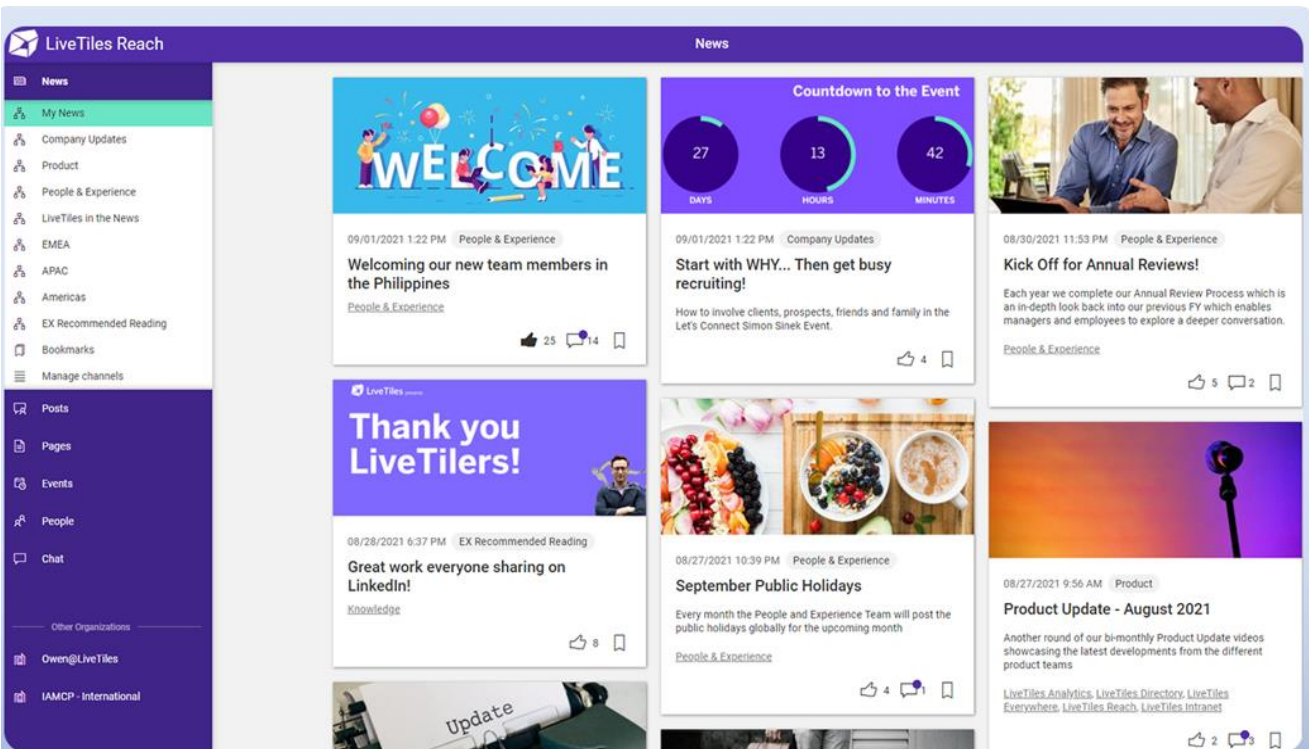 LiveTiles Reach
News
News
My News
Company Updates
Product
People & Experience
LiveTiles in the News
EMEA
APAC
Americas
EX Recommended Reading
Bookmarks
Manage channels
Posts
Pages
Events
People
Chat
Other Organizations
Owen@LiveTiles
IAMCP - International
WELCOME
09/01/2021 1:22 PM People & Experience
Welcoming our new team members in
the Philippines
People & Experience
25 14
LiveTiles presents
Thank you
LiveTilers!
08/28/2021 6:37 PM EX Recommended Reading
Great work everyone sharing on
LinkedIn!
Knowledge
8
Update
Countdown to the Event
27 13 42
DAYS HOURS MINUTES
09/01/2021 1:22 PM Company Updates
Start with WHY... Then get busy
recruiting!
How to involve clients, prospects, friends and family in the
Let's Connect Simon Sinek Event.
4
08/27/2021 10:39 PM People & Experience
September Public Holidays
Every month the People and Experience Team will post the
public holidays globally for the upcoming month
People & Experience
4 1
08/30/2021 11:53 PM People & Experience
Kick Off for Annual Reviews!
Each year we complete our Annual Review Process which is
an in-depth look back into our previous FY which enables
managers and employees to explore a deeper conversation.
People & Experience
5 2
08/27/2021 9:56 AM Product
Product Update - August 2021
Another round of our bi-monthly Product Update videos
showcasing the latest developments from the different
product teams
LiveTiles Analytics, LiveTiles Directory, LiveTiles
Everywhere, LiveTiles Reach, LiveTiles Intranet
2 3